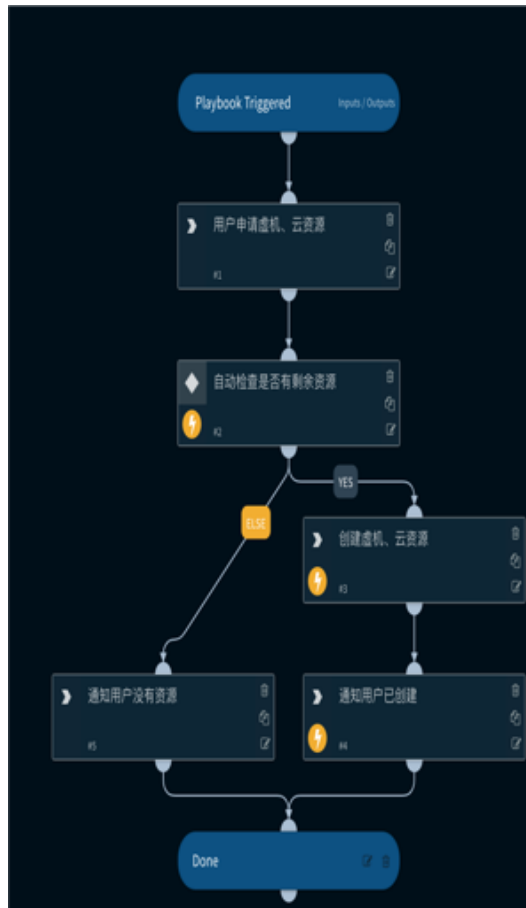 Playbook Triggered
Inputs / Outputs
用户申请虚机、云资源
#1
自动检查是否有剩余资源
#2
YES
ELSE
创建虚机、云资源
#3
通知用户没有资源
#5
通知用户已创建
#4
Done